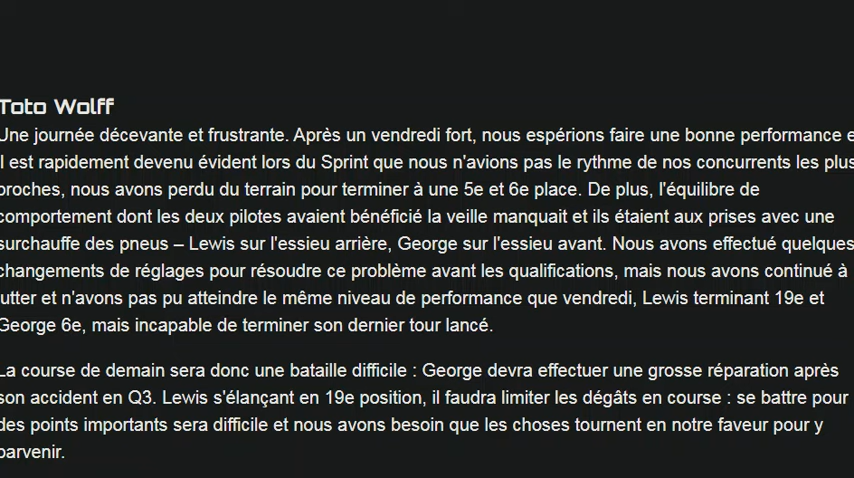 Toto Wolff
Une journée décevante et frustrante. Après un vendredi fort, nous espérions faire une bonne performance e
l est rapidement devenu évident lors du Sprint que nous n'avions pas le rythme de nos concurrents les plus
proches, nous avons perdu du terrain pour terminer à une 5e et 6e place. De plus, l'équilibre de
comportement dont les deux pilotes avaient bénéficié la veille manquait et ils étaient aux prises avec une
surchauffe des pneus – Lewis sur l'essieu arrière, George sur l'essieu avant. Nous avons effectué quelques
changements de réglages pour résoudre ce problème avant les qualifications, mais nous avons continué à
utter et n'avons pas pu atteindre le même niveau de performance que vendredi, Lewis terminant 19e et
George 6e, mais incapable de terminer son dernier tour lancé.
La course de demain sera donc une bataille difficile : George devra effectuer une grosse réparation après
son accident en Q3. Lewis s'élançant en 19e position, il faudra limiter les dégâts en course : se battre pour
des points importants sera difficile et nous avons besoin que les choses tournent en notre faveur pour y
parvenir.